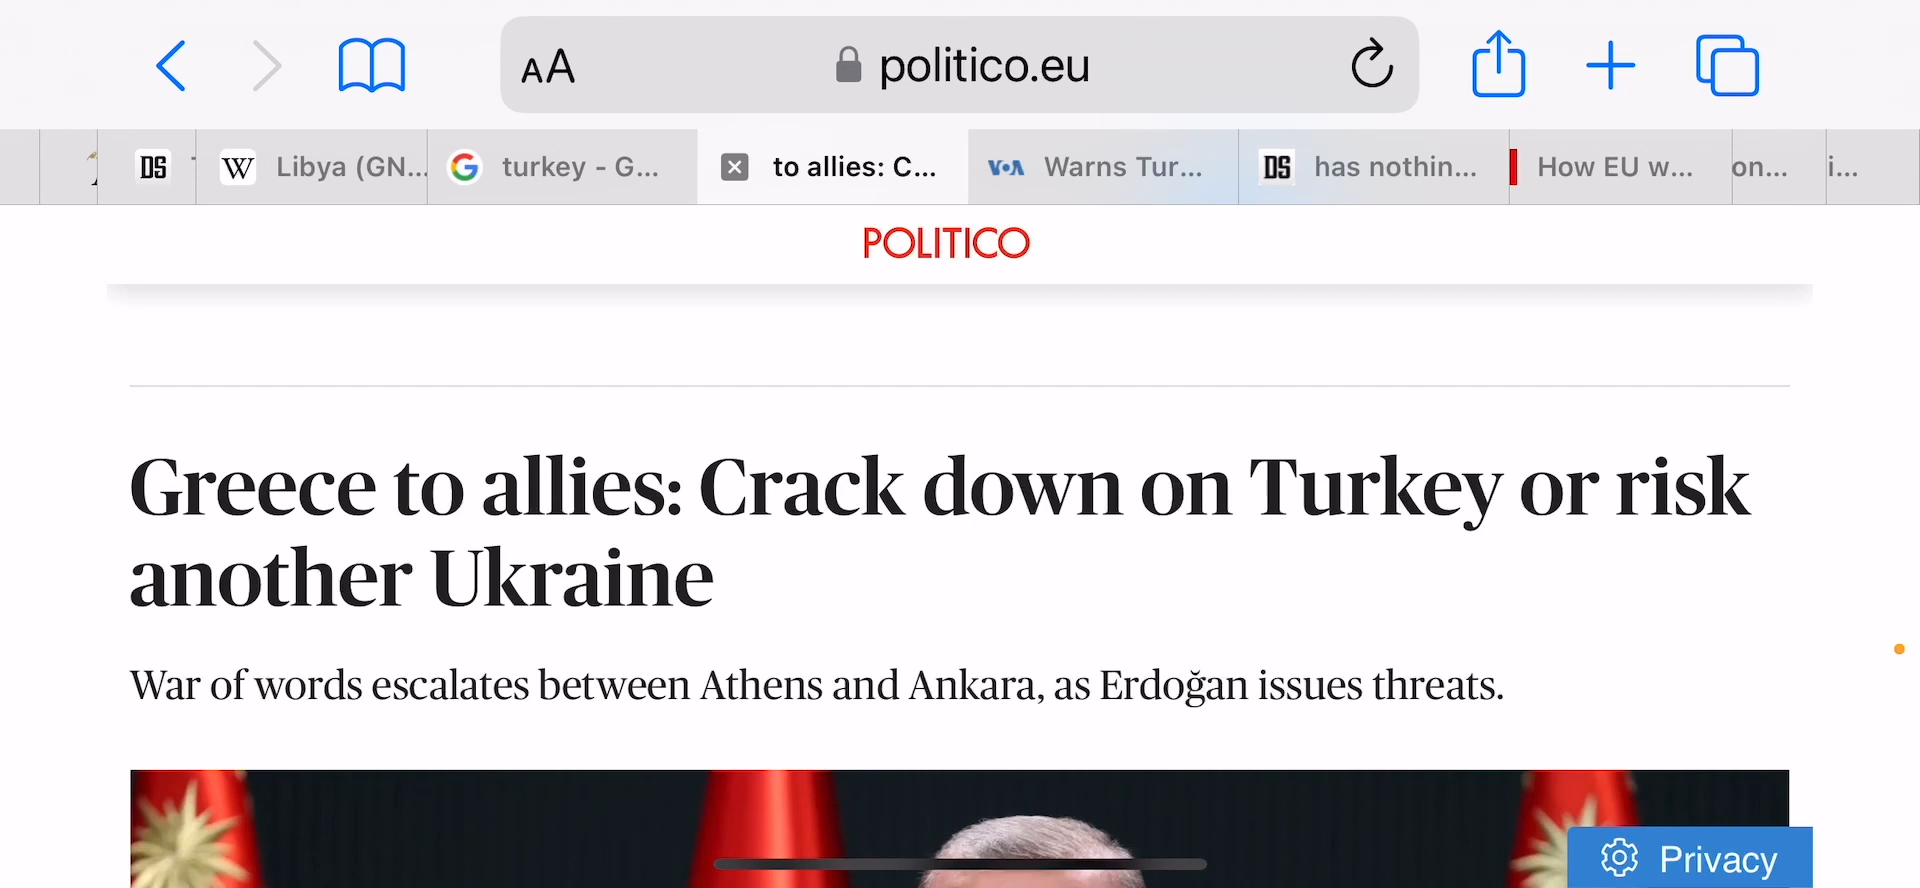 AA politico.eu
DS W Libya (GN... G turkey - G... to allies: C... VOA Warns Tur... DS has nothin... How EU w... on... i...
POLITICO
Greece to allies: Crack down on Turkey or risk
another Ukraine
War of words escalates between Athens and Ankara, as Erdoğan issues threats.
Privacy